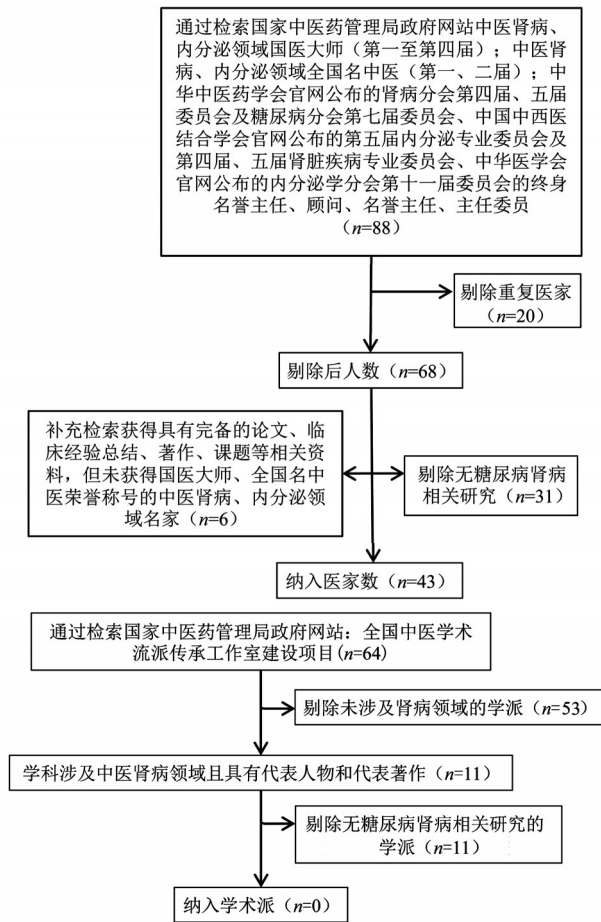 通过检索国家中医药管理局政府网站中医肾病、
内分泌领域国医大师（第一至第四届）；中医肾
病、内分泌领域全国名中医（第一、二届）；中
华中医药学会官网公布的肾病分会第四届、五届
委员会及糖尿病分会第七届委员会、中国中西医
结合学会官网公布的第五届内分泌专业委员会及
第四届、五届肾脏疾病专业委员会、中华医学会
官网公布的内分泌学分会第十一届委员会的终身
名誉主任、顾问、名誉主任、主任委员
（n=88）
剔除重复医家
（n=20）
剔除后人数（n=68）
补充检索获得具有完备的论文、临
床经验总结、著作、课题等相关资
料，但未获得国医大师、全国名中
医荣誉称号的中医肾病、内分泌领
域名家（n=6）
剔除无糖尿病肾病
相关研究（n=31）
纳入医家数（n=43）
通过检索国家中医药管理局政府网站：全国中医学术
流派传承工作室建设项目(n=64)
剔除未涉及肾病领域的学派（n=53）
学科涉及中医肾病领域且具有代表人物和代表著作（n=11）
剔除无糖尿病肾病相关研究的
学派（n=11）
纳入学术派（n=0）